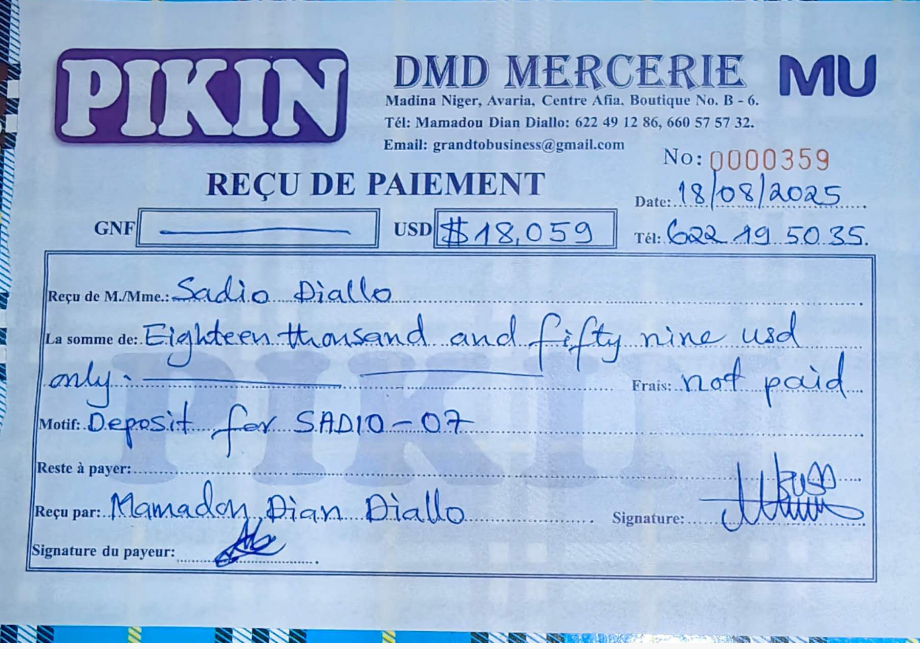 PIKIN
DMD MERCERIE
MU
Madina Niger, Avaria, Centre Afia, Boutique No. B - 6.
Tél: Mamadou Dian Diallo: 622 49 12 86, 660 57 57 32.
Email: grandtobusiness@gmail.com
No: 0000359
REÇU DE PAIEMENT
Date: 18/08/2025
GNF
USD $18,059
Tél: 622 19 50 35.
Reçu de M./Mme.: Sadio Diallo
La somme de: Eighteen thousand and fifty nine usd
only:
Frais: not paid
Motif: Deposit for SADIO-07
Reste à payer:
Reçu par: Mamadou Dian Diallo
Signature:
Signature du payeur:
PIKIN